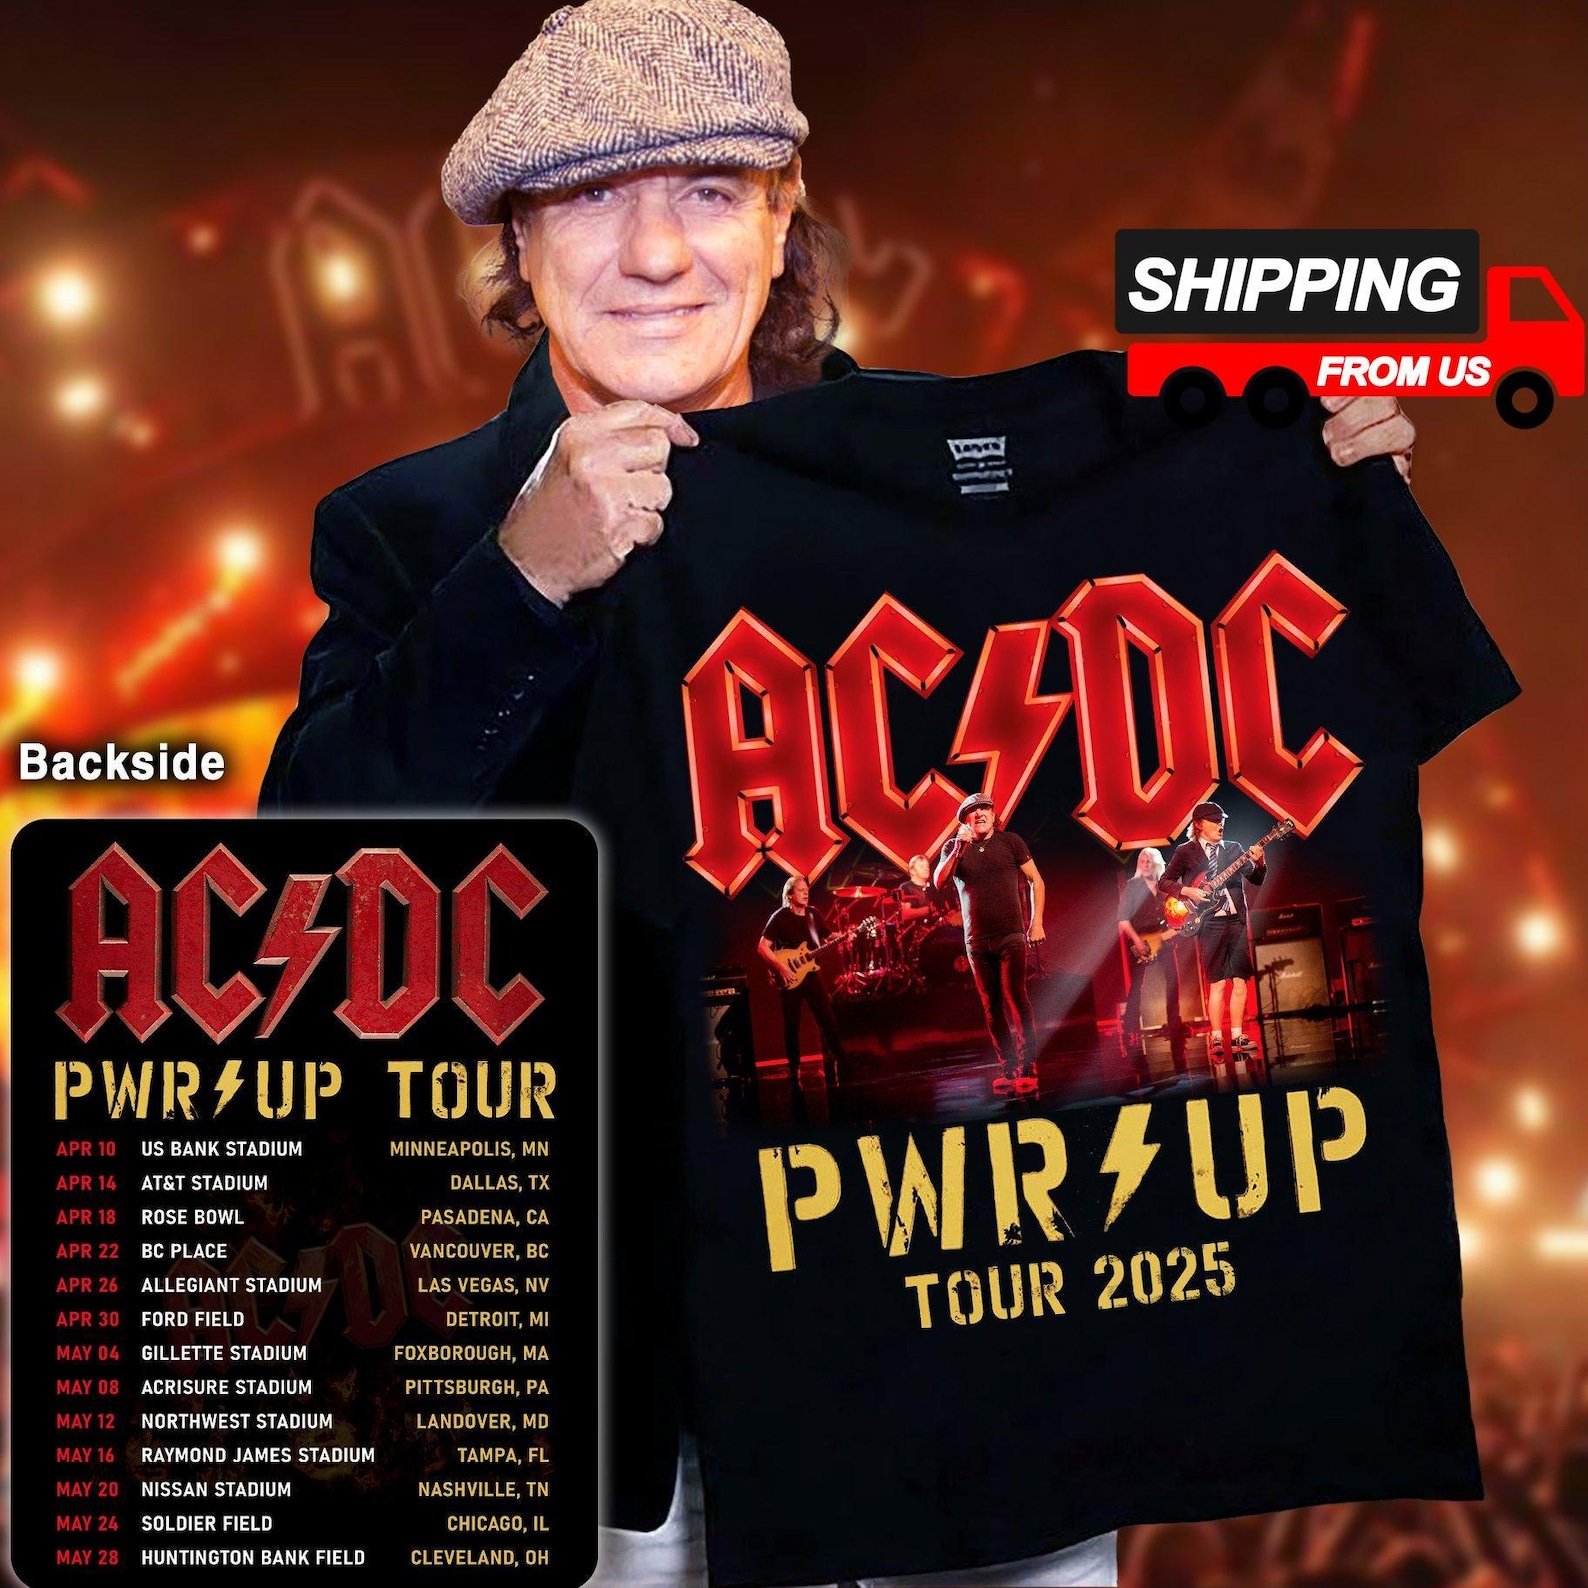 SHIPPING
FROM US
AC⚡DC
PWR⚡UP
TOUR 2025
Backside
AC⚡DC
PWR⚡UP TOUR
APR 10 US BANK STADIUM MINNEAPOLIS, MN
APR 14 AT&T STADIUM DALLAS, TX
APR 18 ROSE BOWL PASADENA, CA
APR 22 BC PLACE VANCOUVER, BC
APR 26 ALLEGIANT STADIUM LAS VEGAS, NV
APR 30 FORD FIELD DETROIT, MI
MAY 04 GILLETTE STADIUM FOXBOROUGH, MA
MAY 08 ACRISURE STADIUM PITTSBURGH, PA
MAY 12 NORTHWEST STADIUM LANDOVER, MD
MAY 16 RAYMOND JAMES STADIUM TAMPA, FL
MAY 20 NISSAN STADIUM NASHVILLE, TN
MAY 24 SOLDIER FIELD CHICAGO, IL
MAY 28 HUNTINGTON BANK FIELD CLEVELAND, OH